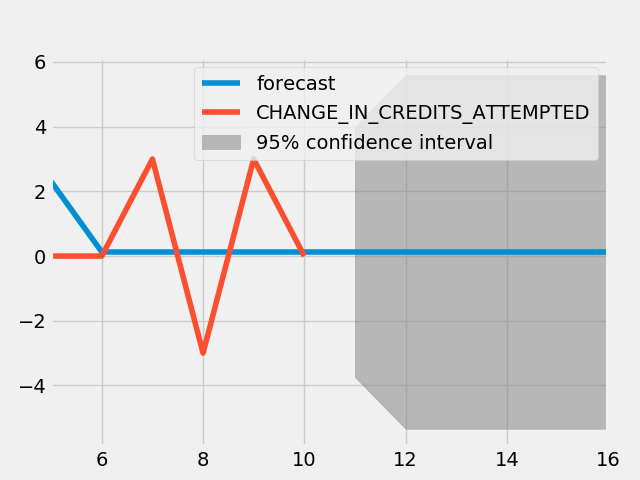 6
4
2
0
−2
−4
forecast
CHANGE_IN_CREDITS_ATTEMPTED
95% confidence interval
6 8 10 12 14 16